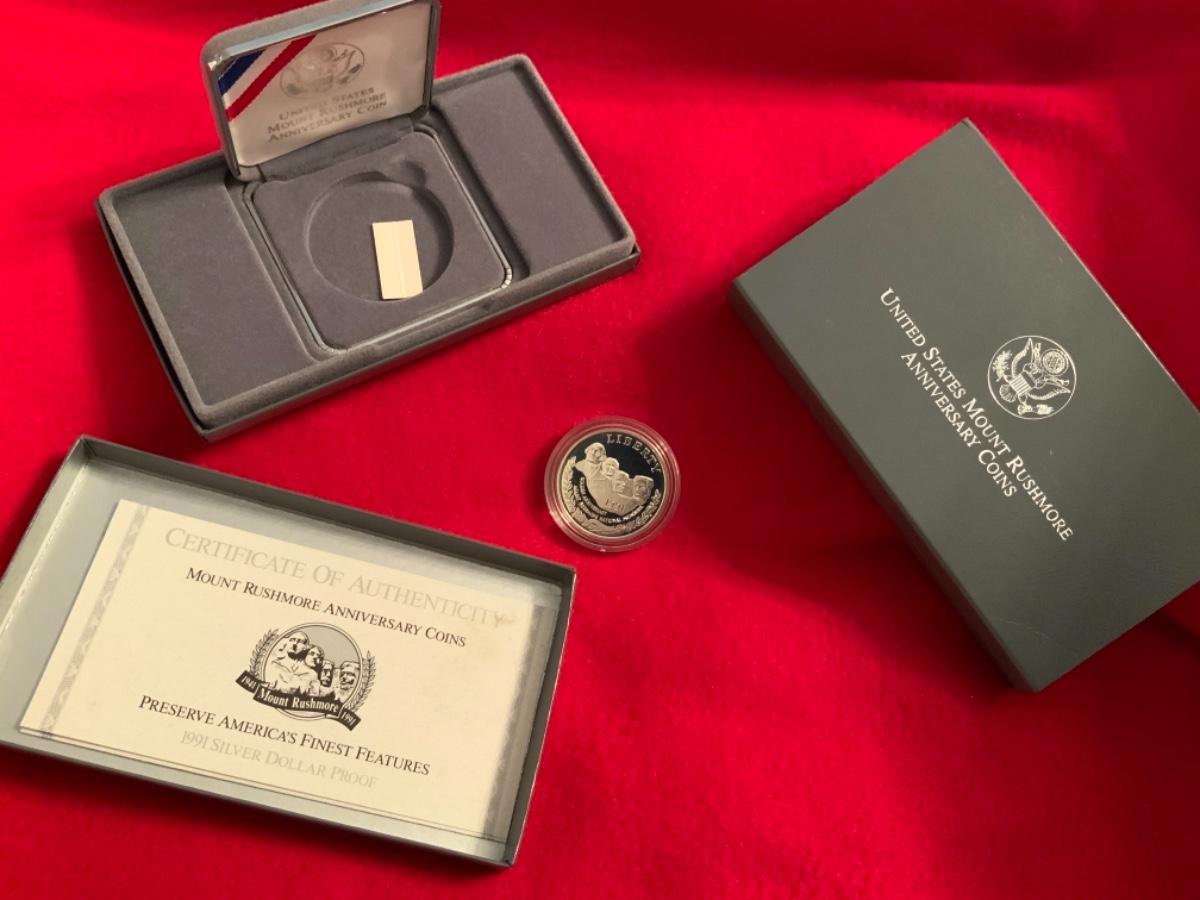 UNITED STATES
MOUNT RUSHMORE
ANNIVERSARY COIN
UNITED STATES MOUNT RUSHMORE
ANNIVERSARY COINS
LIBERTY
1991
CERTIFICATE OF AUTHENTICITY
MOUNT RUSHMORE ANNIVERSARY COINS
1941 Mount Rushmore 1991
PRESERVE AMERICA'S FINEST FEATURES
1991 SILVER DOLLAR PROOF